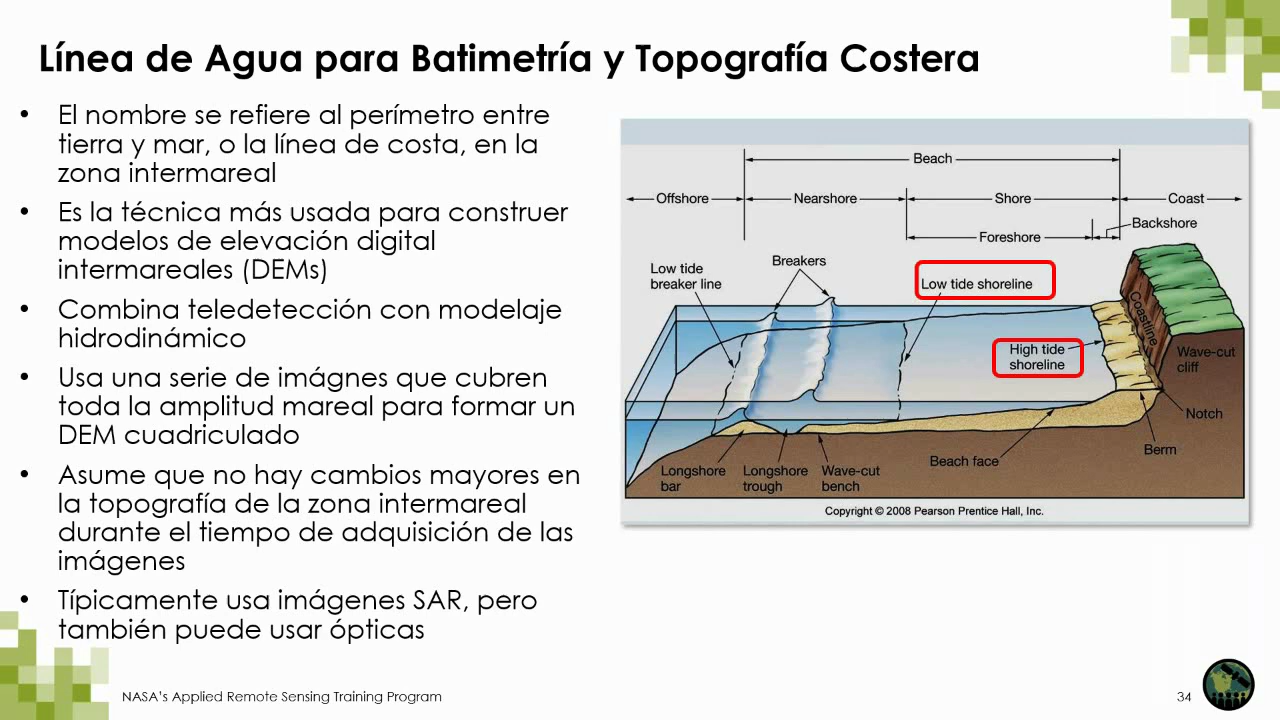 Línea de Agua para Batimetría y Topografía Costera
• El nombre se refiere al perímetro entre
tierra y mar, o la línea de costa, en la
zona intermareal
• Es la técnica más usada para construer
modelos de elevación digital
intermareales (DEMs)
• Combina teledetección con modelaje
hidrodinámico
• Usa una serie de imágnes que cubren
toda la amplitud mareal para formar un
DEM cuadriculado
• Asume que no hay cambios mayores en
la topografía de la zona intermareal
durante el tiempo de adquisición de las
imágenes
• Típicamente usa imágenes SAR, pero
también puede usar ópticas
Beach
Offshore
Nearshore
Shore
Coast
Backshore
Foreshore
Low tide
breaker line
Breakers
Low tide shoreline
High tide
shoreline
Coastline
Wave-cut
cliff
Notch
Berm
Beach face
Longshore
bar
Longshore
trough
Wave-cut
bench
Copyright © 2008 Pearson Prentice Hall, Inc.
NASA's Applied Remote Sensing Training Program
34